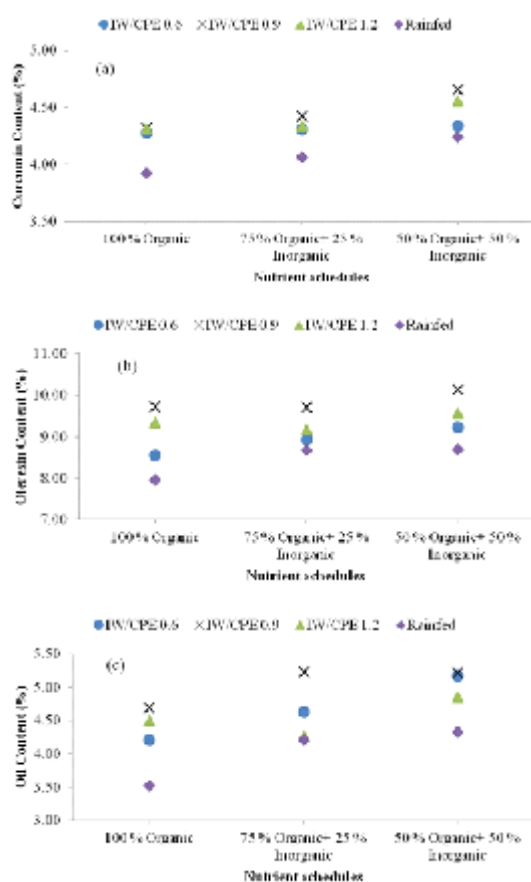 IW/CPE 0.6 IW/CPE 0.9 IW/CPE 1.2 Rainfed
(a)
Curcumin Content (%)
5.00
4.50
4.00
3.50
100 % Organic 75 % Organic+ 25 % Inorganic 50 % Organic+ 50 % Inorganic
Nutrient schedules
IW/CPE 0.6 IW/CPE 0.9 IW/CPE 1.2 Rainfed
(b)
Oleresin Content (%)
11.00
10.00
9.00
8.00
7.00
100 % Organic 75 % Organic+ 25 % Inorganic 50 % Organic+ 50 % Inorganic
Nutrient schedules
IW/CPE 0.6 IW/CPE 0.9 IW/CPE 1.2 Rainfed
(c)
Oil Content (%)
5.50
5.00
4.50
4.00
3.50
3.00
100 % Organic 75 % Organic+ 25 % Inorganic 50 % Organic+ 50 % Inorganic
Nutrient schedules